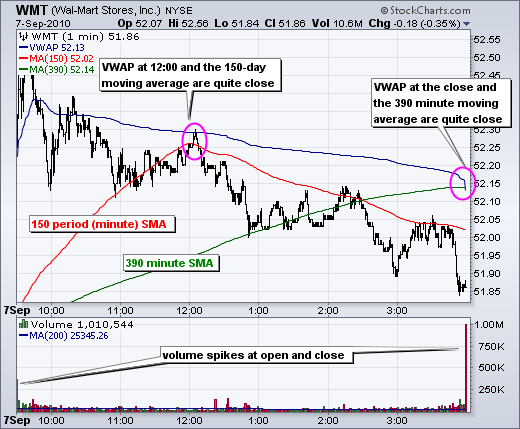 WMT (Wal-Mart Stores, Inc.) NYSE
© StockCharts.com
7-Sep-2010
Op 52.07 Hi 52.56 Lo 51.84 Cl 51.86 Vol 10.6M Chg -0.18 (-0.35%)
WMT (1 min) 51.86
VWAP 52.13
MA(150) 52.02
MA(390) 52.14
VWAP at 12:00 and the 150-day
moving average are quite close
VWAP at the close and
the 390 minute moving
average are quite close
150 period (minute) SMA
390 minute SMA
52.55
52.50
52.45
52.40
52.35
52.30
52.25
52.20
52.15
52.10
52.05
52.00
51.95
51.90
51.85
7Sep 10:00 11:00 12:00 1:00 2:00 3:00
Volume 1,010,544
MA(200) 25345.26
volume spikes at open and close
1.00M
750K
500K
250K
7Sep 10:00 11:00 12:00 1:00 2:00 3:00